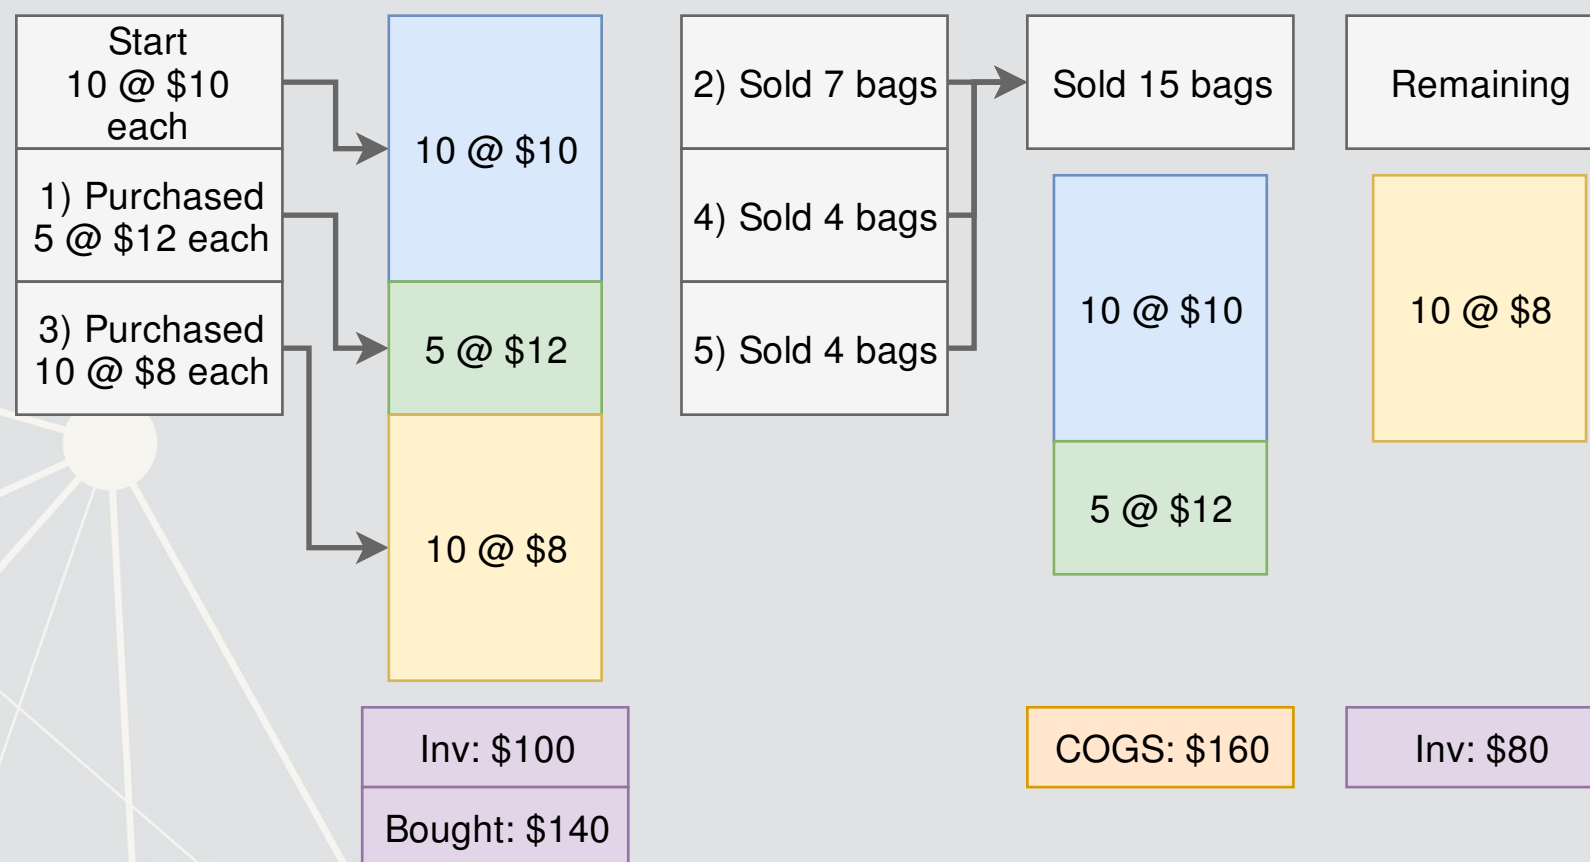 Start
10 @ $10
each
1) Purchased
5 @ $12 each
3) Purchased
10 @ $8 each
10 @ $10
5 @ $12
10 @ $8
Inv: $100
Bought: $140
2) Sold 7 bags
4) Sold 4 bags
5) Sold 4 bags
Sold 15 bags
10 @ $10
5 @ $12
COGS: $160
Remaining
10 @ $8
Inv: $80